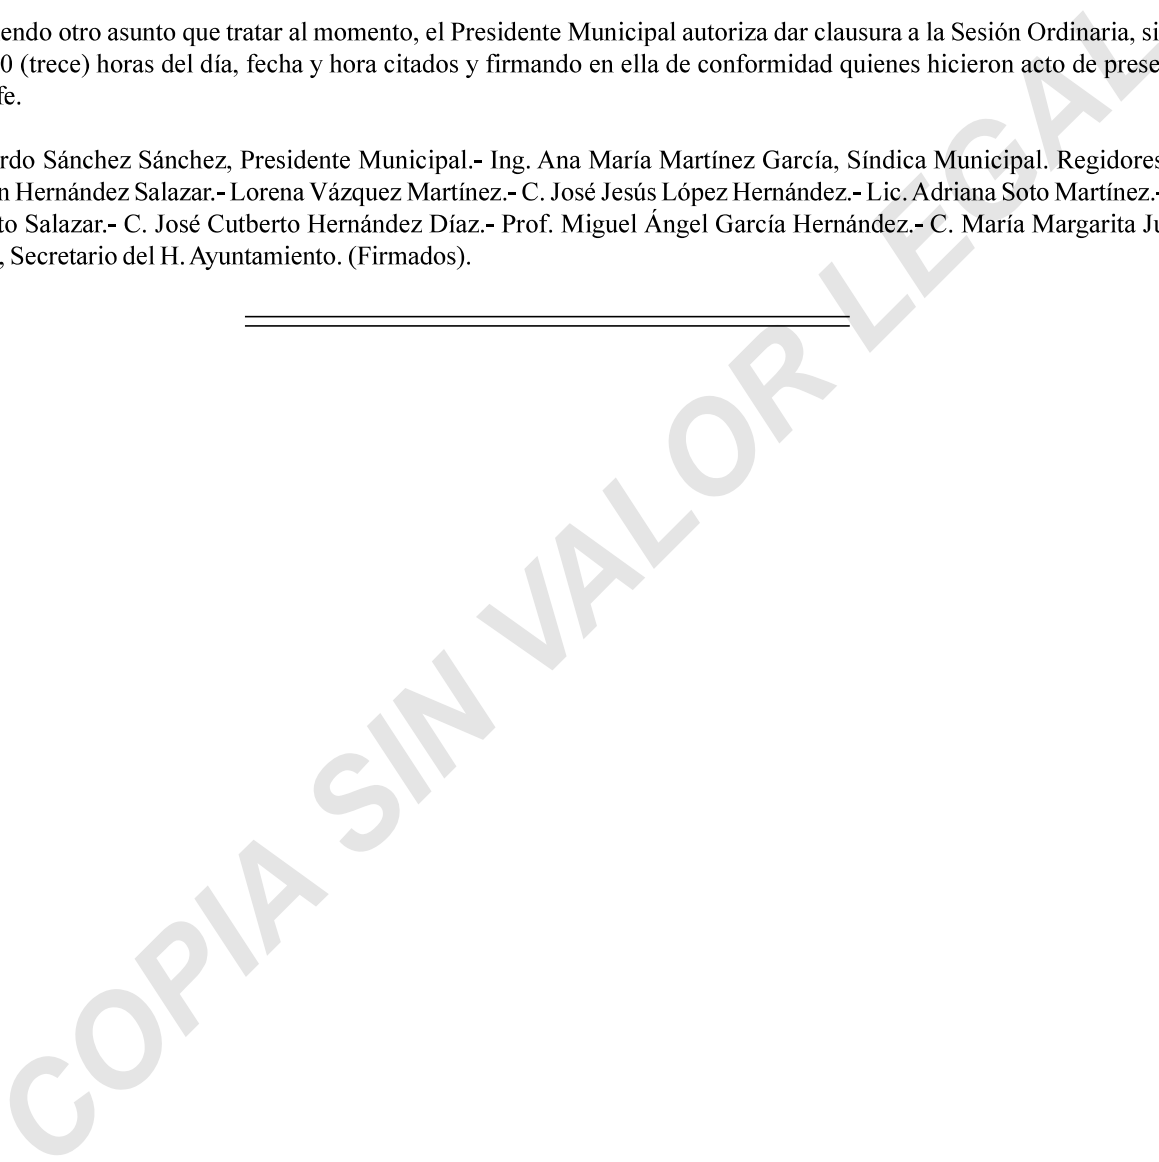 endo otro asunto que tratar al momento, el Presidente Municipal autoriza dar clausura a la Sesión Ordinaria, si
0 (trece) horas del día, fecha y hora citados y firmando en ella de conformidad quienes hicieron acto de prese
fe.
rdo Sánchez Sánchez, Presidente Municipal.- Ing. Ana María Martínez García, Síndica Municipal. Regidores
n Hernández Salazar.- Lorena Vázquez Martínez.- C. José Jesús López Hernández.- Lic. Adriana Soto Martínez.-
to Salazar.- C. José Cutberto Hernández Díaz.- Prof. Miguel Ángel García Hernández.- C. María Margarita Ju
, Secretario del H. Ayuntamiento. (Firmados).
COPIA SIN VALOR LEGAL